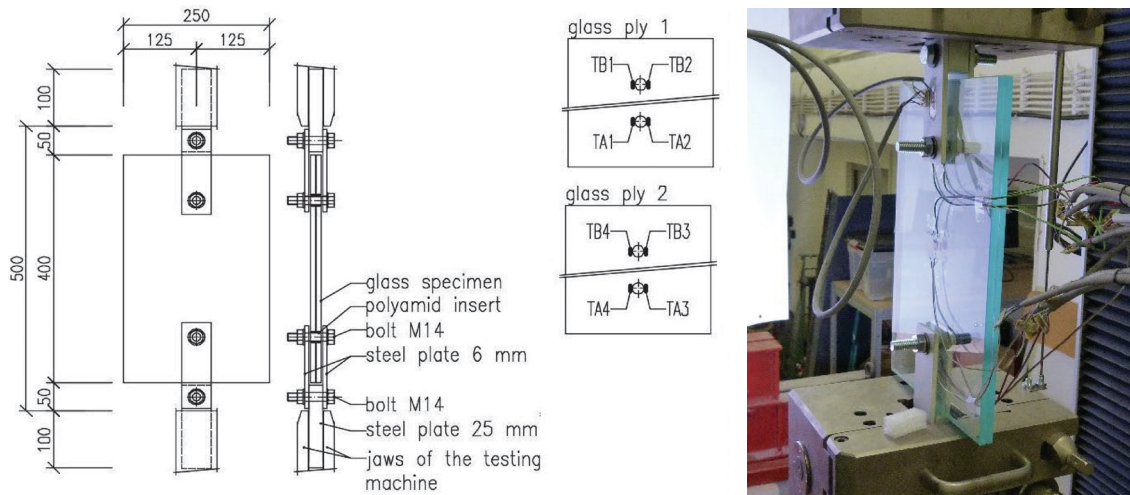 250
125
125
100
50
500
400
50
100
glass specimen
polyamid insert
bolt M14
steel plate 6 mm
bolt M14
steel plate 25 mm
jaws of the testing
machine
glass ply 1
TB1
TB2
TA1
TA2
glass ply 2
TB4
TB3
TA4
TA3